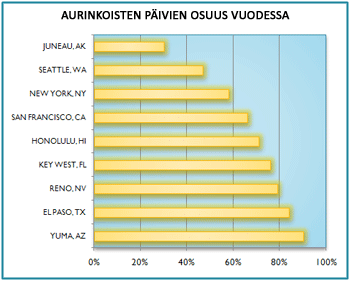 AURINKOISTEN PÄIVIEN OSUUS VUODESSA
JUNEAU, AK
SEATTLE, WA
NEW YORK, NY
SAN FRANCISCO, CA
HONOLULU, HI
KEY WEST, FL
RENO, NV
EL PASO, TX
YUMA, AZ
0% 20% 40% 60% 80% 100%